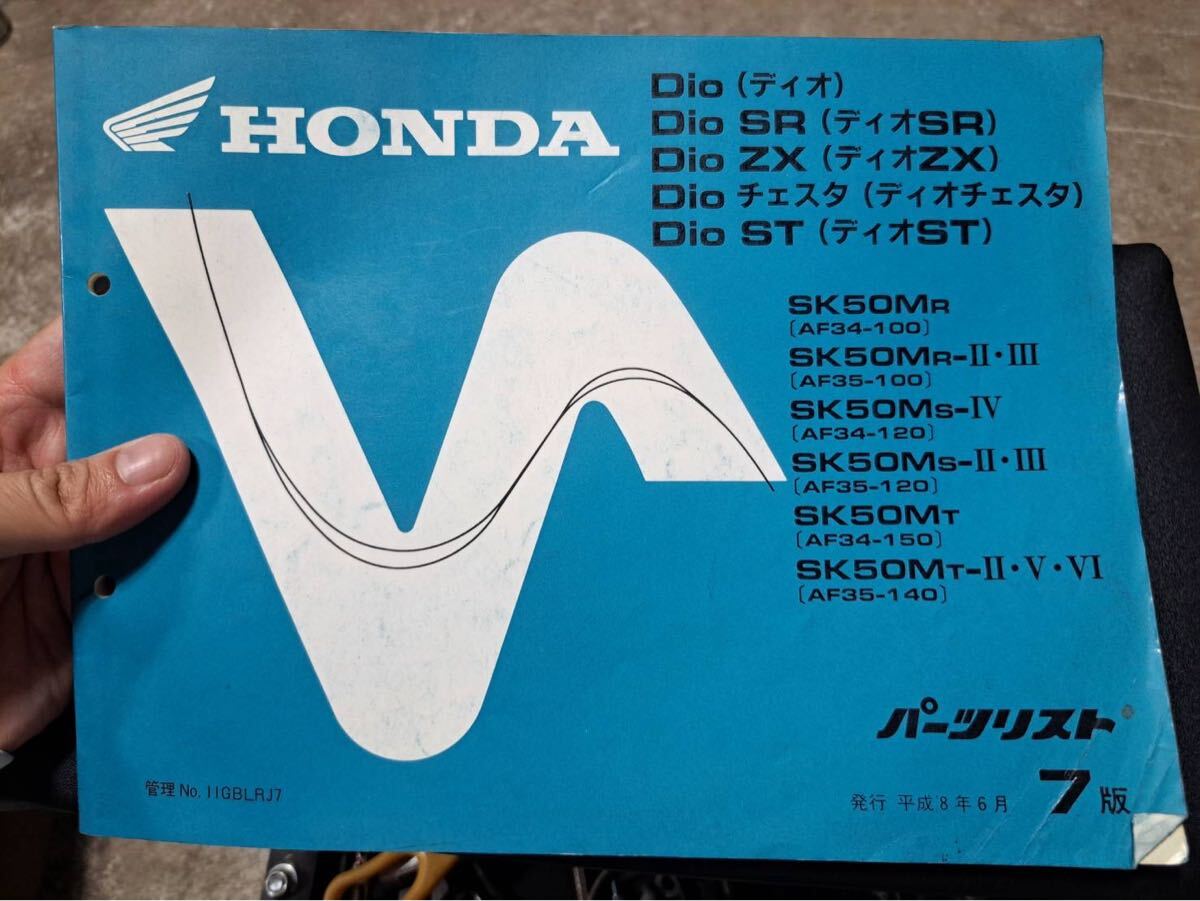 HONDA
Dio (ディオ)
Dio SR (ディオSR)
Dio ZX (ディオZX)
Dio チェスタ (ディオチェスタ)
Dio ST (ディオST)
SK50MR
〔AF34-100〕
SK50MR-Ⅱ・Ⅲ
〔AF35-100〕
SK50MS-Ⅳ
〔AF34-120〕
SK50MS-Ⅱ・Ⅲ
〔AF35-120〕
SK50MT
〔AF34-150〕
SK50MT-Ⅱ・Ⅴ・Ⅵ
〔AF35-140〕
パーツリスト
管理 No. 11GBLRJ7
発行 平成8年6月 7版